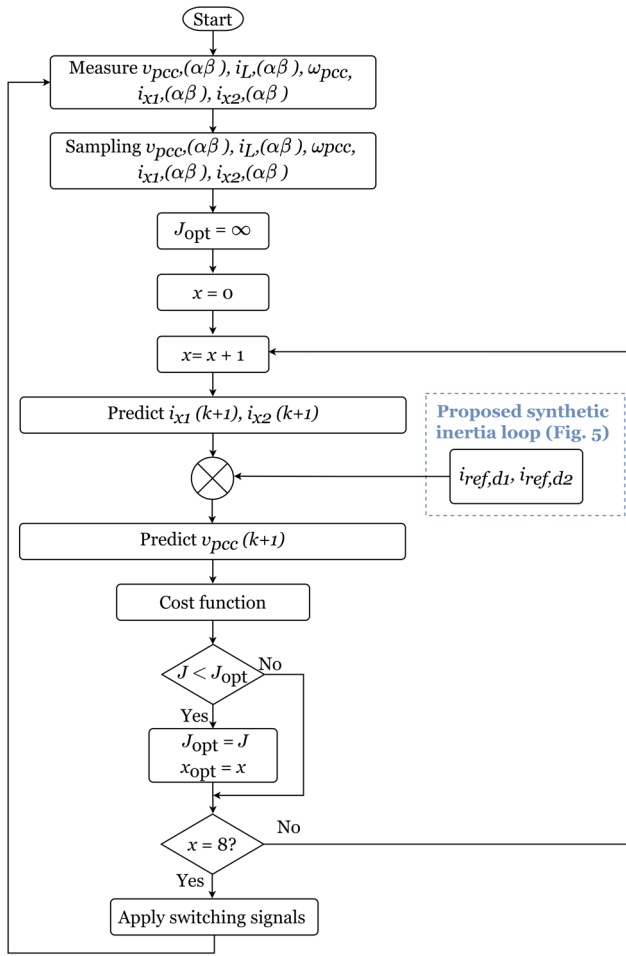 Start
Measure v_pcc,(αβ), i_L,(αβ), ω_pcc,
i_x1,(αβ), i_x2,(αβ)
Sampling v_pcc,(αβ), i_L,(αβ), ωpcc,
i_x1,(αβ), i_x2,(αβ)
J_opt = ∞
x = 0
x= x + 1
Predict i_x1 (k+1), i_x2 (k+1)
Proposed synthetic
inertia loop (Fig. 5)
i_ref,d1, i_ref,d2
Predict v_pcc (k+1)
Cost function
J < J_opt
No
Yes
J_opt = J
x_opt = x
x = 8?
No
Yes
Apply switching signals